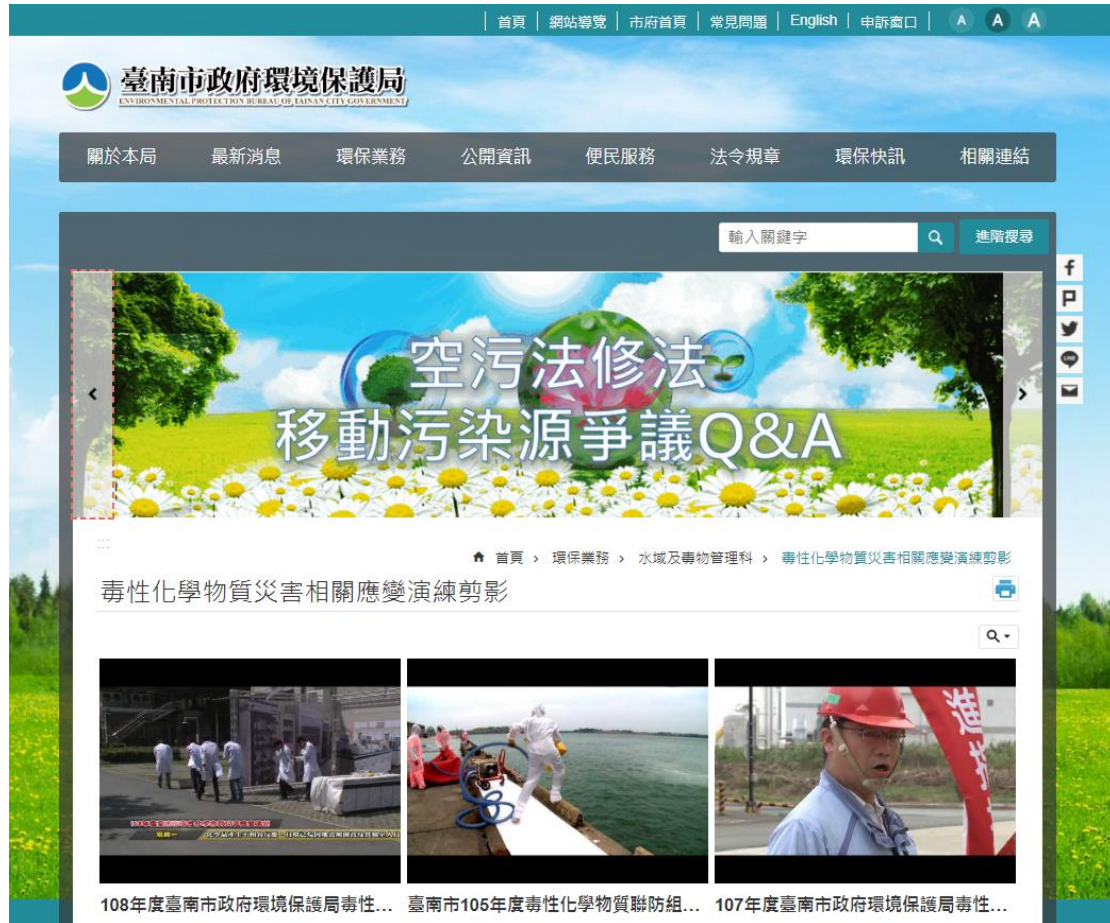 首頁 | 網站導覽 | 市府首頁 | 常見問題 | English | 申訴窗口 | A A A
臺南市政府環境保護局
ENVIRONMENTAL PROTECTION BUREAU OF TAINAN CITY GOVERNMENT
關於本局 最新消息 環保業務 公開資訊 便民服務 法令規章 環保快訊 相關連結
輸入關鍵字 進階搜尋
空污法修法
移動污染源爭議Q&A
首頁 › 環保業務 › 水域及毒物管理科 › 毒性化學物質災害相關應變演練剪影
毒性化學物質災害相關應變演練剪影
進
108年度臺南市政府環境保護局毒性... 臺南市105年度毒性化學物質聯防組... 107年度臺南市政府環境保護局毒性...